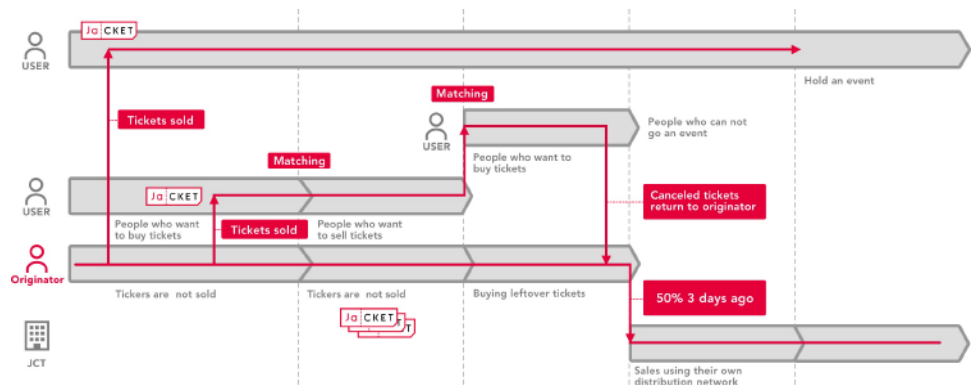 Ja CKET
USER
Hold an event
Matching
Tickets sold
USER
People who can not
go an event
People who want to
buy tickets
Matching
Ja CKET
USER
Canceled tickets
return to originator
People who want
to buy tickets
Tickets sold
People who want
to sell tickets
Originator
Tickers are not sold
Tickers are not sold
Buying leftover tickets
50% 3 days ago
Ja CKET
T
T
JCT
Sales using their own
distribution network